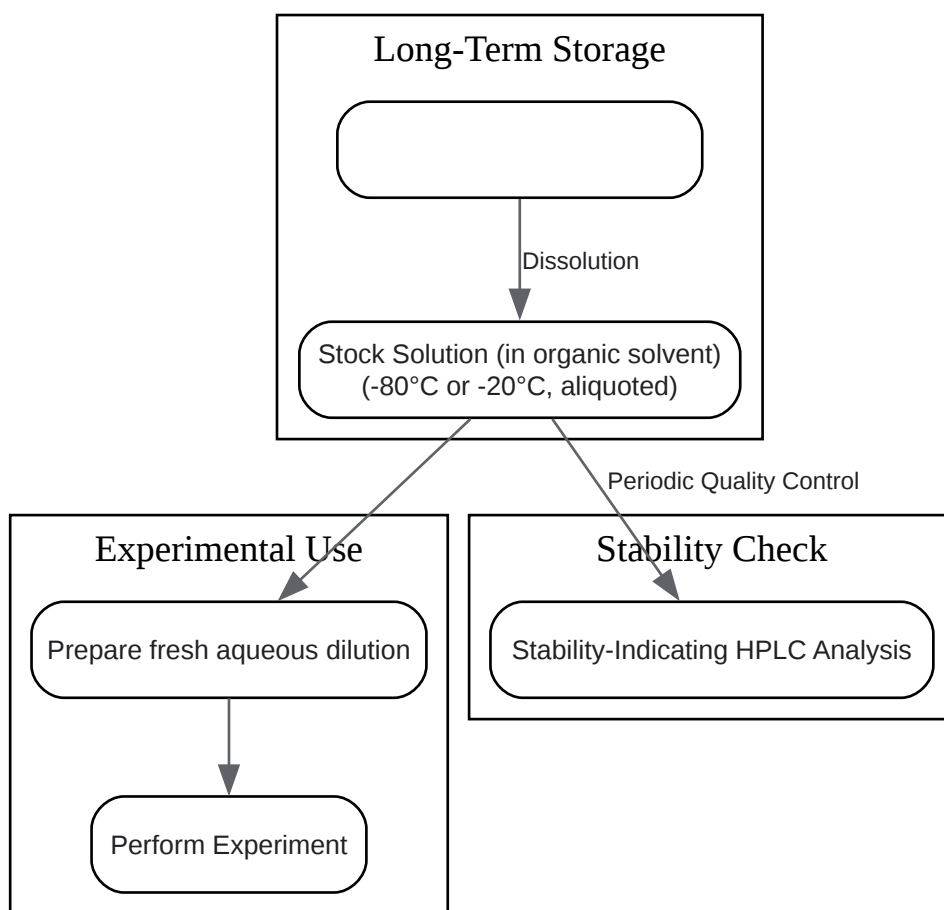 Long-Term Storage
Dissolution
Stock Solution (in organic solvent)
(-80°C or -20°C, aliquoted)
Periodic Quality Control
Experimental Use
Stability Check
Prepare fresh aqueous dilution
Stability-Indicating HPLC Analysis
Perform Experiment